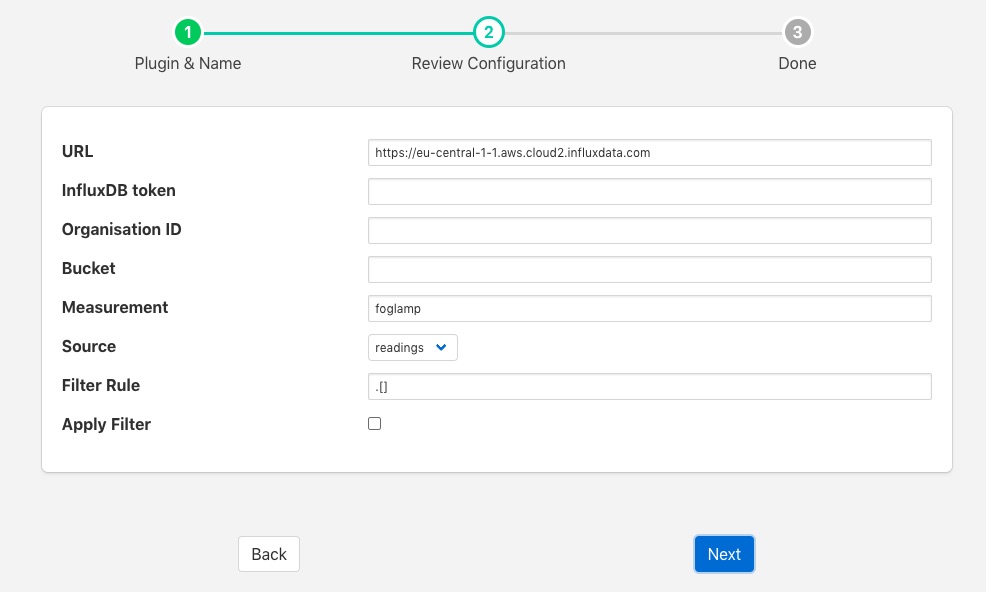 1 2 3
Plugin & Name Review Configuration Done
URL https://eu-central-1-1.aws.cloud2.influxdata.com
InfluxDB token
Organisation ID
Bucket
Measurement foglamp
Source readings
Filter Rule .[]
Apply Filter
Back Next